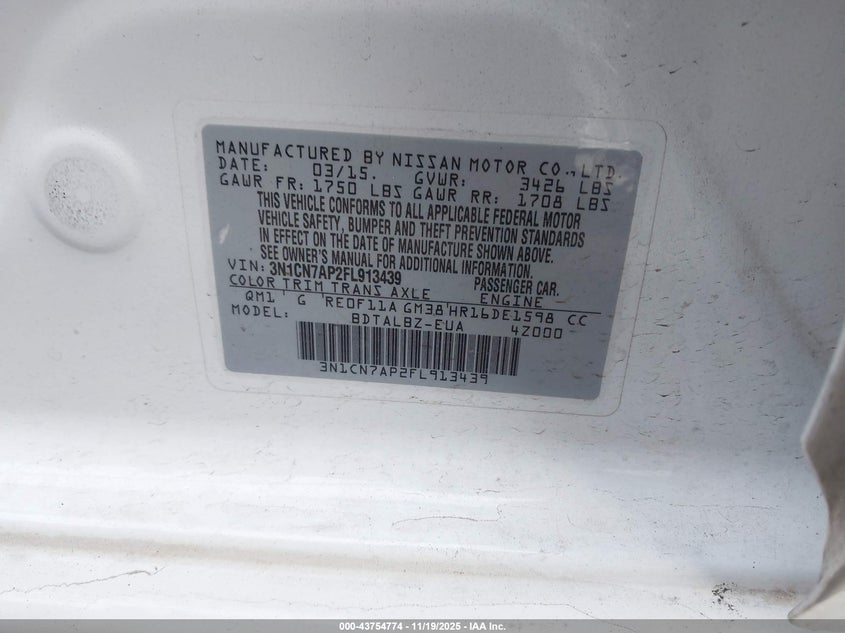 MANUFACTURED BY NISSAN MOTOR CO., LTD.
DATE: 03/15. GVWR: 3426 LBS
GAWR FR: 1750 LBS GAWR RR: 1708 LBS
THIS VEHICLE CONFORMS TO ALL APPLICABLE FEDERAL MOTOR
VEHICLE SAFETY, BUMPER AND THEFT PREVENTION STANDARDS
IN EFFECT ON THE DATE OF MANUFACTURE SHOWN ABOVE.
SEE OWNER'S MANUAL FOR ADDITIONAL INFORMATION.
VIN: 3N1CN7AP2FL913439 PASSENGER CAR.
COLOR TRIM TRANS AXLE ENGINE
QM1 G RE0F11A GM38 HR16DE1598 CC
MODEL: BDTALBZ-EUA 4Z000
3N1CN7AP2FL913439
000-43754774 - 11/19/2025 - IAA Inc.